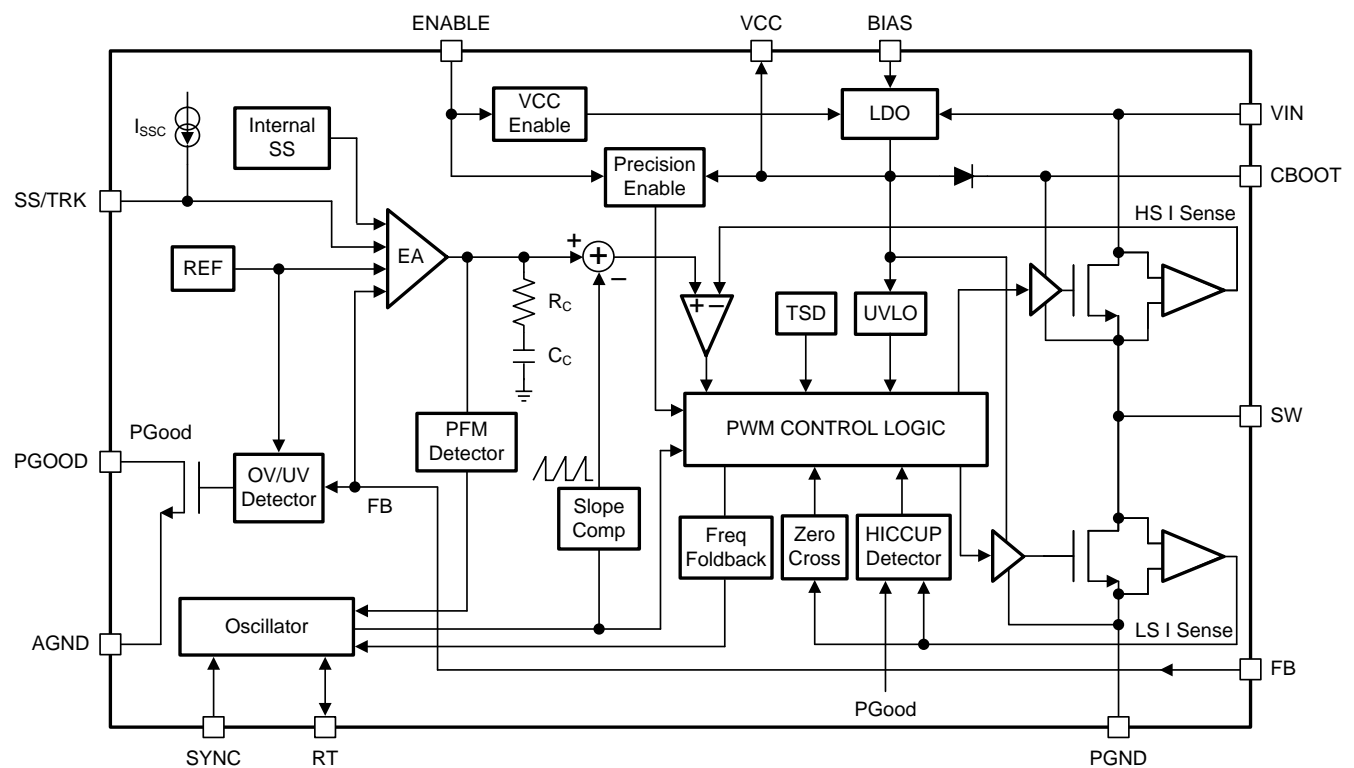 ENABLE
VCC
BIAS
I_SSC
Internal
SS
VCC
Enable
LDO
VIN
Precision
Enable
CBOOT
SS/TRK
HS I Sense
EA
REF
+
+
−
+ −
R_C
C_C
TSD
UVLO
PWM CONTROL LOGIC
SW
PGood
PGOOD
OV/UV
Detector
FB
PFM
Detector
Slope
Comp
Freq
Foldback
Zero
Cross
HICCUP
Detector
Oscillator
LS I Sense
AGND
FB
PGood
SYNC
RT
PGND